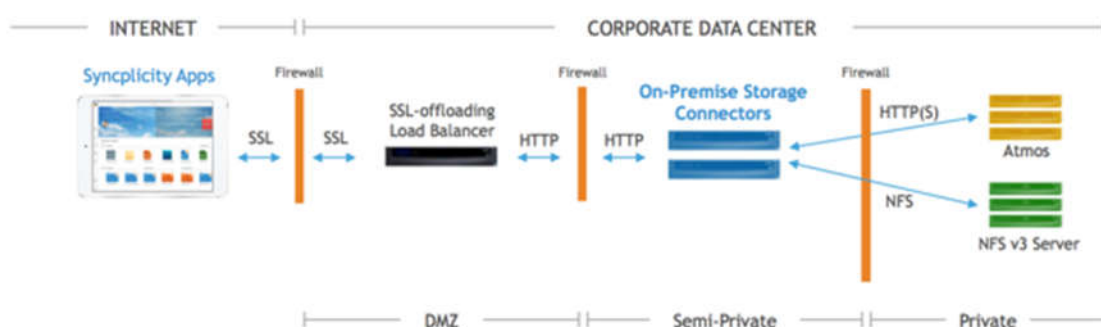 INTERNET
CORPORATE DATA CENTER
Syncplicity Apps
Firewall
SSL
SSL
SSL-offloading
Load Balancer
HTTP
Firewall
HTTP
On-Premise Storage
Connectors
Firewall
HTTP(S)
Atmos
NFS
NFS v3 Server
DMZ
Semi-Private
Private